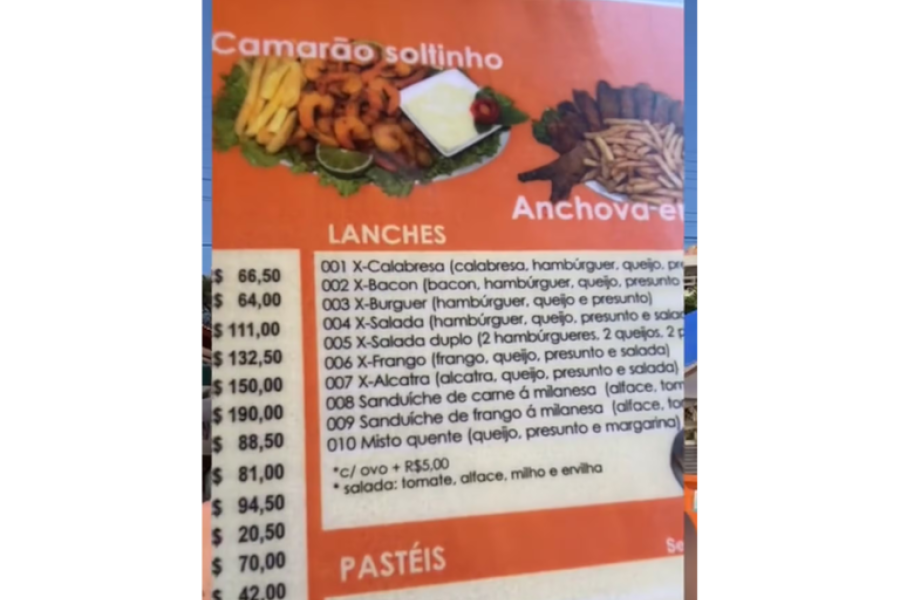 Camarão soltinho
Anchova
LANCHES
$ 66,50
$ 64,00
$ 111,00
$ 132,50
$ 150,00
$ 190,00
$ 88,50
$ 81,00
$ 94,50
$ 20,50
$ 70,00
$ 42,00
001 X-Calabresa (calabresa, hambúrguer, queijo,
002 X-Bacon (bacon, hambúrguer, queijo, presunto
003 X-Burguer (hambúrguer, queijo e presunto)
004 X-Salada (hambúrguer, queijo, presunto e
005 X-Salada duplo (2 hambúrgueres, 2 queijos, 2
006 X-Frango (frango, queijo, presunto e salada)
007 X-Alcatra (alcatra, queijo, presunto e salada)
008 Sanduíche de carne á milanesa (alface,
009 Sanduíche de frango á milanesa (alface,
010 Misto quente (queijo, presunto e margarina)
*c/ ovo + R$5,00
* salada: tomate, alface, milho e ervilha
PASTÉIS